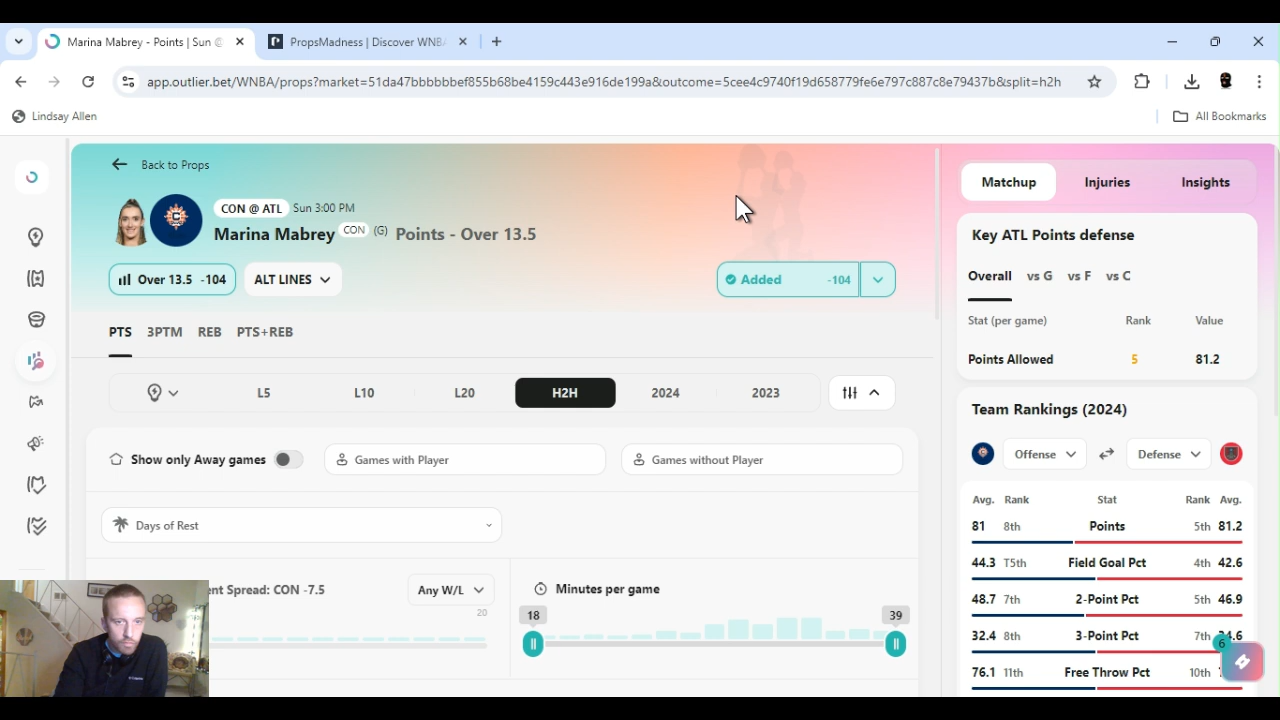 Marina Mabrey - Points | Sun @
PropsMadness | Discover WNB
app.outlier.bet/WNBA/props?market=51da47bbbbbbef855b68be4159c443e916de199a&outcome=5cee4c9740f19d658779fe6e797c887c8e79437b&split=h2h
Lindsay Allen
All Bookmarks
Back to Props
CON @ ATL Sun 3:00 PM
Marina Mabrey CON (G) Points - Over 13.5
Over 13.5 -104 ALT LINES
Added -104
PTS 3PTM REB PTS+REB
L5 L10 L20 H2H 2024 2023
Show only Away games
Games with Player
Games without Player
Days of Rest
ent Spread: CON -7.5
Any W/L
20
Minutes per game
18 39
Matchup Injuries Insights
Key ATL Points defense
Overall vs G vs F vs C
Stat (per game) Rank Value
Points Allowed 5 81.2
Team Rankings (2024)
Offense Defense
Avg. Rank Stat Rank Avg.
81 8th Points 5th 81.2
44.3 T5th Field Goal Pct 4th 42.6
48.7 7th 2-Point Pct 5th 46.9
32.4 8th 3-Point Pct 7th 4.6
6
76.1 11th Free Throw Pct 10th